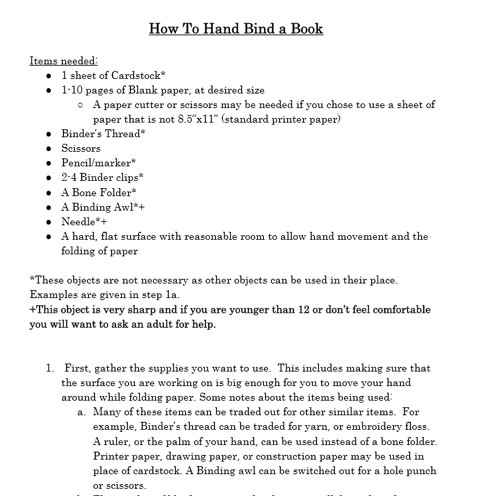 How To Hand Bind a Book
Items needed:
● 1 sheet of Cardstock*
● 1-10 pages of Blank paper, at desired size
○ A paper cutter or scissors may be needed if you chose to use a sheet of
paper that is not 8.5"x11" (standard printer paper)
● Binder's Thread*
● Scissors
● Pencil/marker*
● 2-4 Binder clips*
● A Bone Folder*
● A Binding Awl*+
● Needle*+
● A hard, flat surface with reasonable room to allow hand movement and the
folding of paper
*These objects are not necessary as other objects can be used in their place.
Examples are given in step 1a.
+This object is very sharp and if you are younger than 12 or don't feel comfortable
you will want to ask an adult for help.
1. First, gather the supplies you want to use. This includes making sure that
the surface you are working on is big enough for you to move your hand
around while folding paper. Some notes about the items being used:
a. Many of these items can be traded out for other similar items. For
example, Binder's thread can be traded for yarn, or embroidery floss.
A ruler, or the palm of your hand, can be used instead of a bone folder.
Printer paper, drawing paper, or construction paper may be used in
place of cardstock. A Binding awl can be switched out for a hole punch
or scissors.